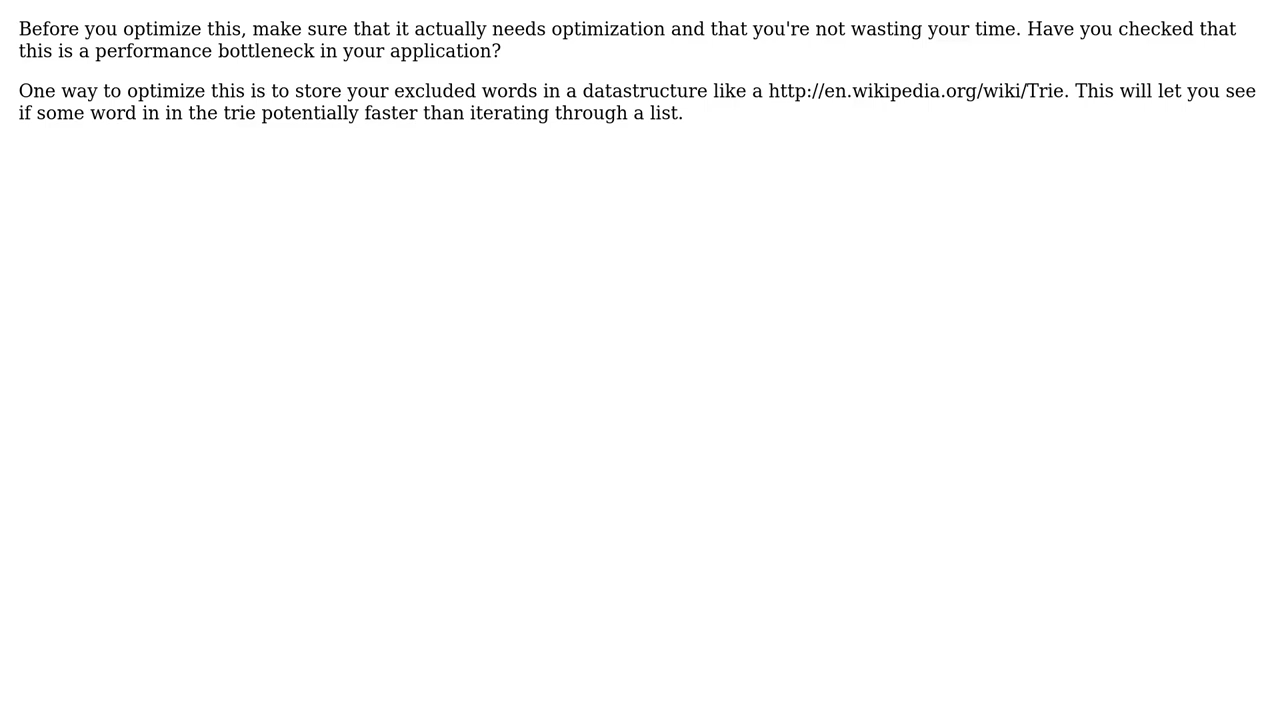 Before you optimize this, make sure that it actually needs optimization and that you're not wasting your time. Have you checked that
this is a performance bottleneck in your application?
One way to optimize this is to store your excluded words in a datastructure like a http://en.wikipedia.org/wiki/Trie. This will let you see
if some word in in the trie potentially faster than iterating through a list.